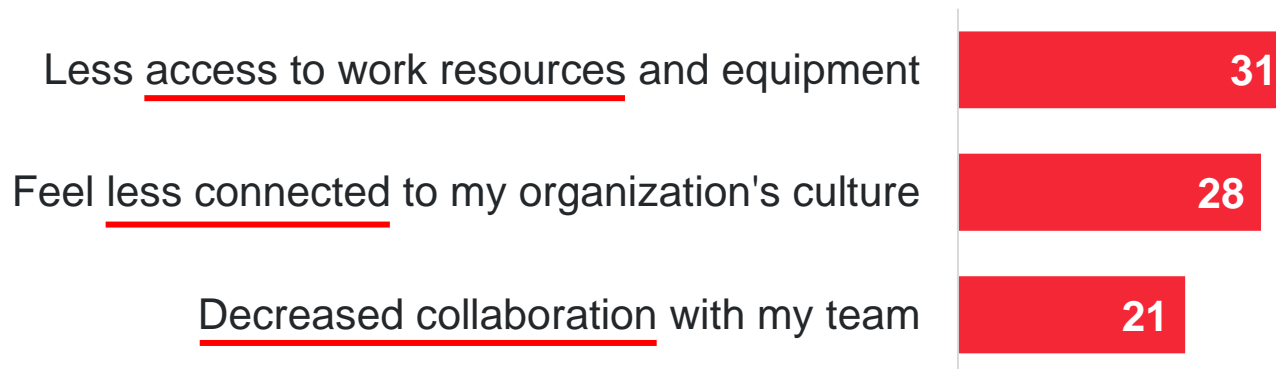 Less access to work resources and equipment 31
Feel less connected to my organization's culture 28
Decreased collaboration with my team 21